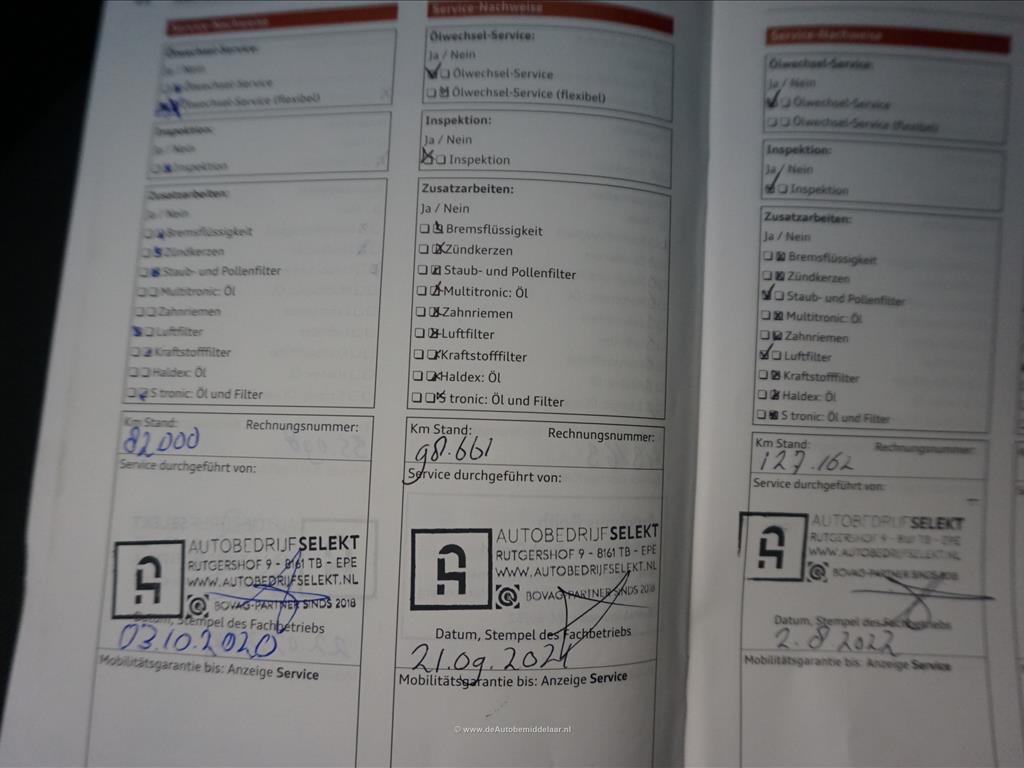 Service-Nachweise
Ölwechsel-Service:
Ja / Nein
Ölwechsel-Service
Ölwechsel-Service (flexibel)
Inspektion:
Ja / Nein
Inspektion
Zusatzarbeiten:
Ja / Nein
Bremsflüssigkeit
Zündkerzen
Staub- und Pollenfilter
Multitronic: Öl
Zahnriemen
Luftfilter
Kraftstofffilter
Haldex: Öl
S tronic: Öl und Filter
Km Stand: Rechnungsnummer:
82.000
Service durchgeführt von:
AUTOBEDRIJFSELEKT
RUTGERSHOF 9 - 8161 TB - EPE
WWW.AUTOBEDRIJFSELEKT.NL
BOVAG-PARTNER SINDS 2018
Datum, Stempel des Fachbetriebs
03.10.2020
Mobilitätsgarantie bis: Anzeige Service
Service-Nachweise
Ölwechsel-Service:
Ja / Nein
Ölwechsel-Service
Ölwechsel-Service (flexibel)
Inspektion:
Ja / Nein
Inspektion
Zusatzarbeiten:
Ja / Nein
Bremsflüssigkeit
Zündkerzen
Staub- und Pollenfilter
Multitronic: Öl
Zahnriemen
Luftfilter
Kraftstofffilter
Haldex: Öl
S tronic: Öl und Filter
Km Stand: Rechnungsnummer:
98.661
Service durchgeführt von:
AUTOBEDRIJFSELEKT
RUTGERSHOF 9 - 8161 TB - EPE
WWW.AUTOBEDRIJFSELEKT.NL
BOVAG-PARTNER SINDS 2018
Datum, Stempel des Fachbetriebs
21.09.2021
Mobilitätsgarantie bis: Anzeige Service
Service-Nachweise
Ölwechsel-Service:
Ja / Nein
Ölwechsel-Service
Ölwechsel-Service (flexibel)
Inspektion:
Ja / Nein
Inspektion
Zusatzarbeiten:
Ja / Nein
Bremsflüssigkeit
Zündkerzen
Staub- und Pollenfilter
Multitronic: Öl
Zahnriemen
Luftfilter
Kraftstofffilter
Haldex: Öl
S tronic: Öl und Filter
Km Stand: Rechnungsnummer:
127.162
Service durchgeführt von:
AUTOBEDRIJFSELEKT
RUTGERSHOF 9 - 8161 TB - EPE
WWW.AUTOBEDRIJFSELEKT.NL
BOVAG-PARTNER SINDS 2018
Datum, Stempel des Fachbetriebs
2.8.2022
Mobilitätsgarantie bis: Anzeige Service
© www.deAutobemiddelaar.nl